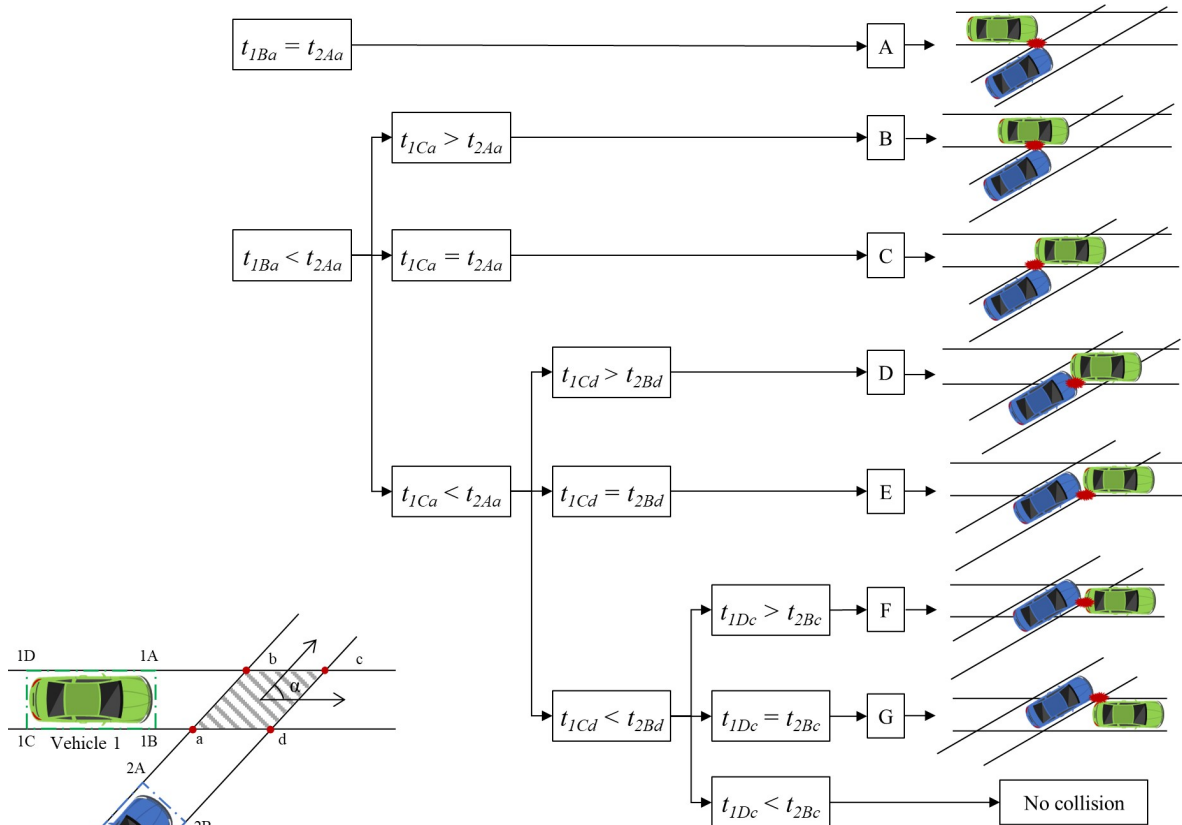 t1Ba = t2Aa
A
t1Ca > t2Aa
B
t1Ba < t2Aa
t1Ca = t2Aa
C
t1Cd > t2Bd
D
t1Ca < t2Aa
t1Cd = t2Bd
E
t1Dc > t2Bc
F
t1Cd < t2Bd
t1Dc = t2Bc
G
t1Dc < t2Bc
No collision
1D
1A
b
c
α
1C
Vehicle 1
1B
a
d
2A